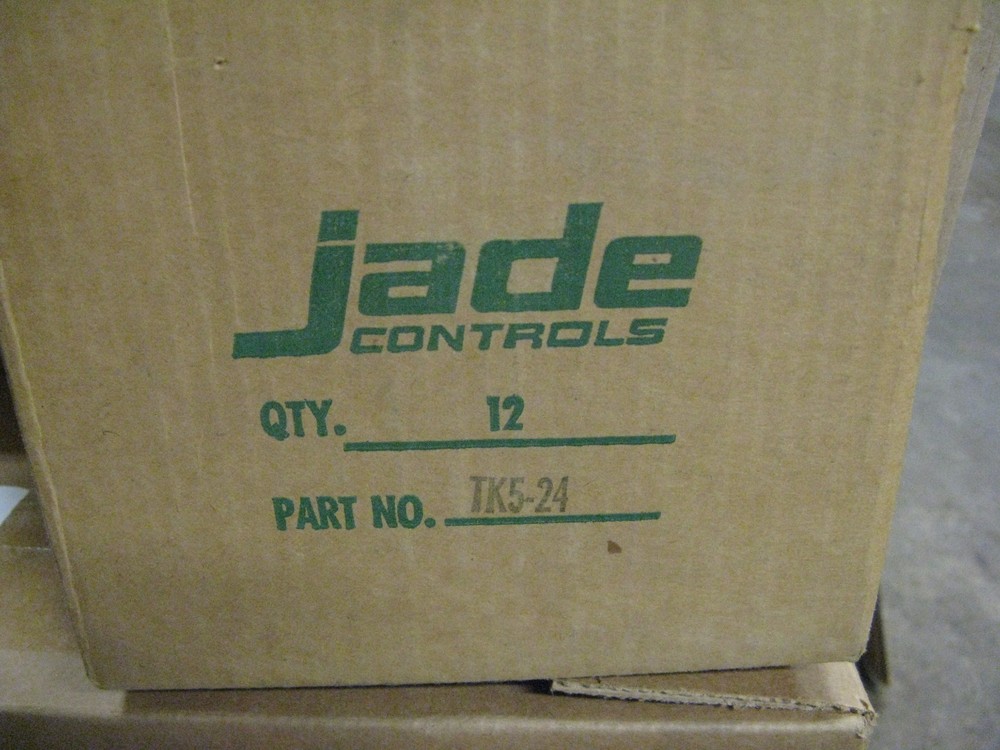 jade
CONTROLS
QTY. 12
PART NO. TK5-24